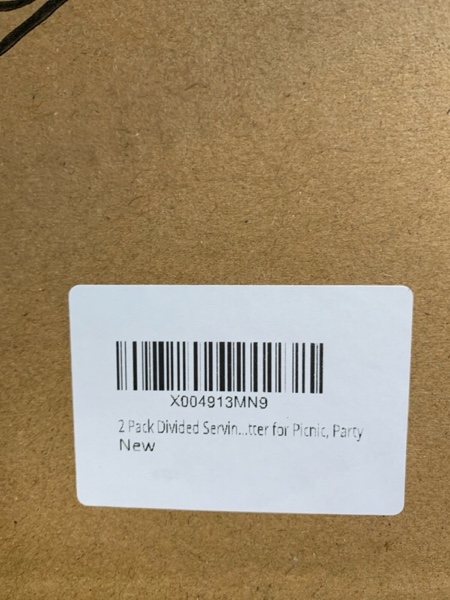 X004913MN9
2 Pack Divided Servin...tter for Picnic, Party
New